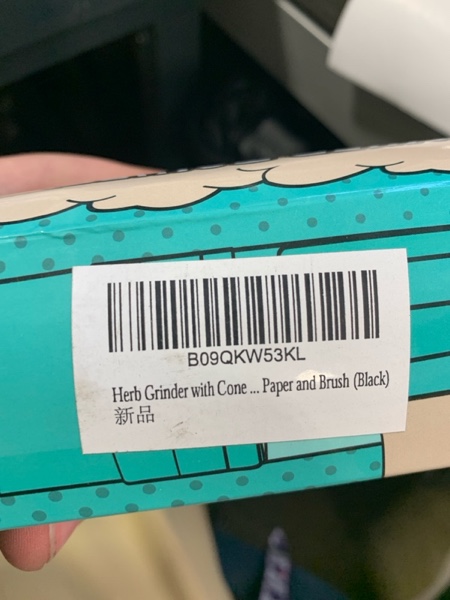 B09QKW53KL
Herb Grinder with Cone ... Paper and Brush (Black)
新品